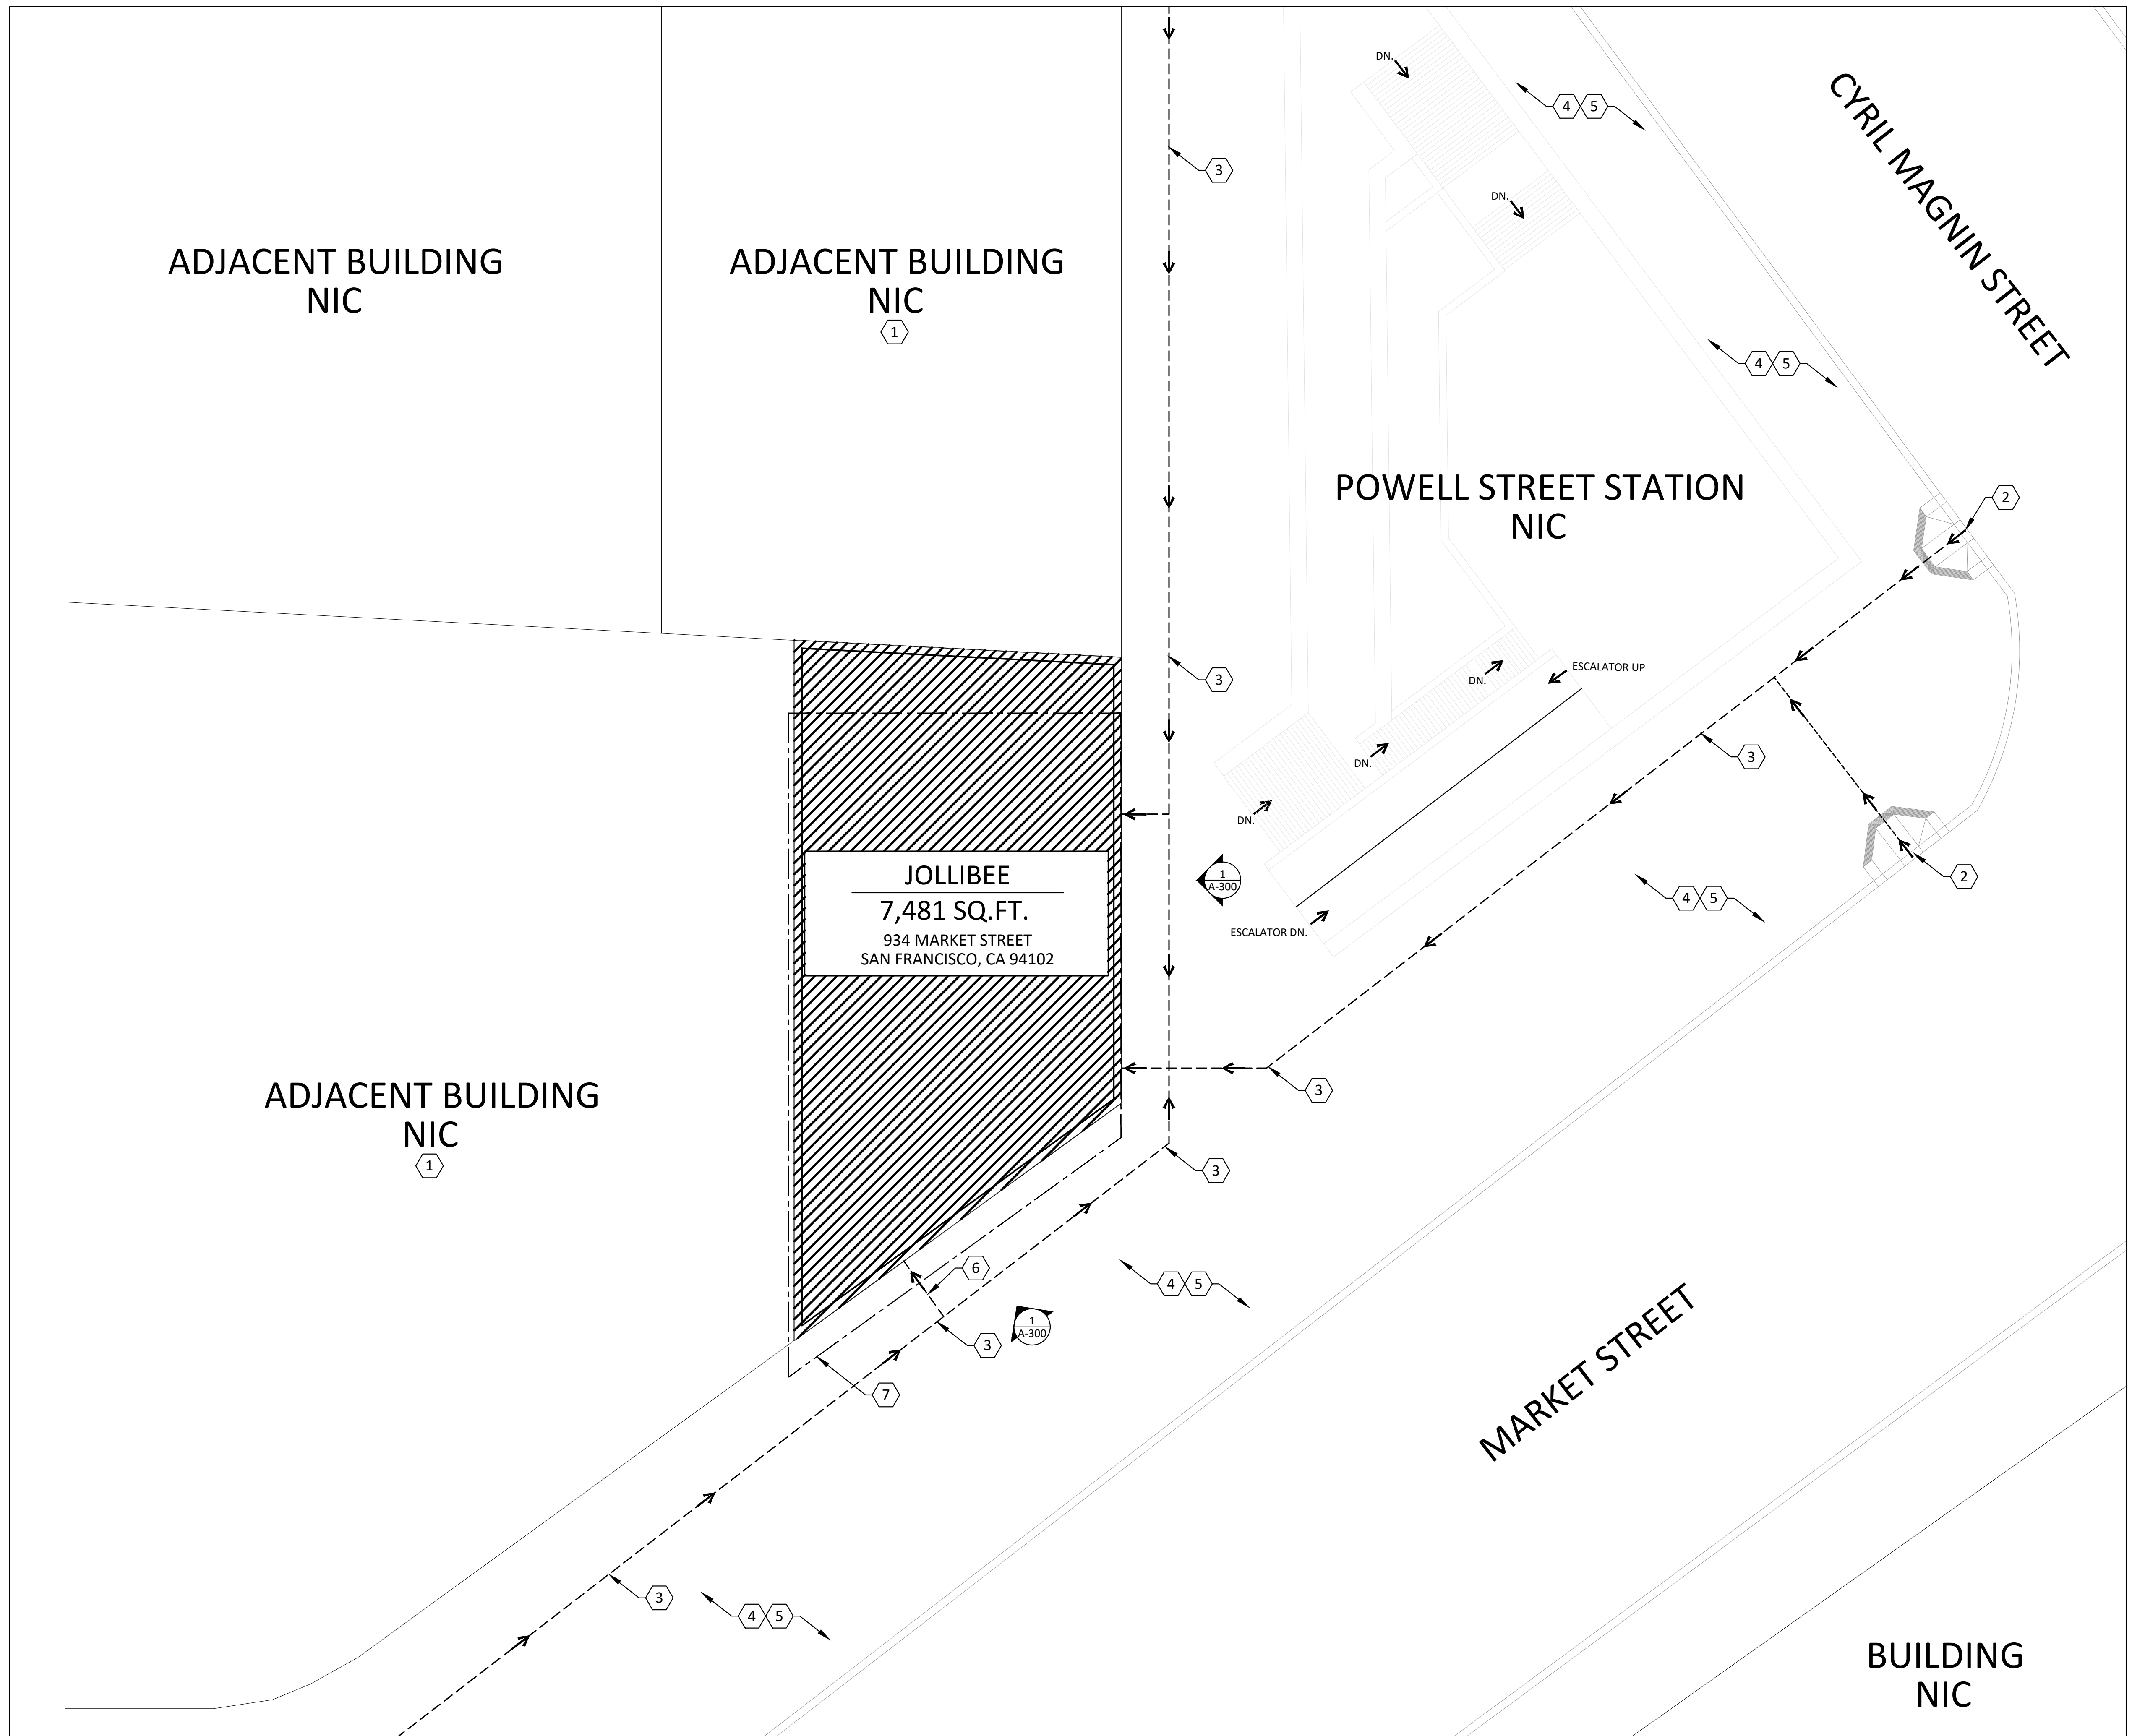 DN.
4 5
CYRIL MAGNIN STREET
3
DN.
ADJACENT BUILDING
NIC
ADJACENT BUILDING
NIC
1
4 5
POWELL STREET STATION
NIC
2
3
DN.
ESCALATOR UP
DN.
3
DN.
JOLLIBEE
7,481 SQ.FT.
934 MARKET STREET
SAN FRANCISCO, CA 94102
1
A-300
ESCALATOR DN.
4 5
2
ADJACENT BUILDING
NIC
1
3
3
6
4 5
1
A-300
3
7
MARKET STREET
3
4 5
BUILDING
NIC